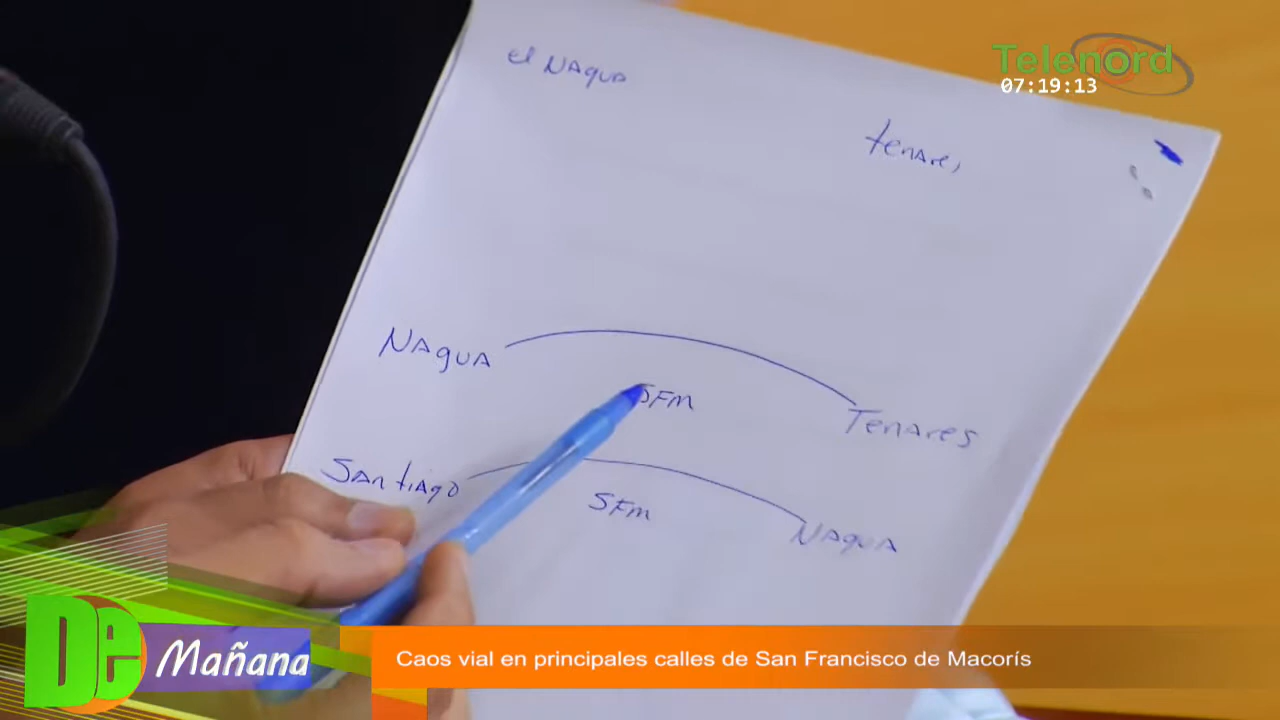 el NAguA
Telenord
07:19:13
tenares
NAguA
SFM
Tenares
SAntiAgo
SFM
NAguA
De Mañana
Caos vial en principales calles de San Francisco de Macorís